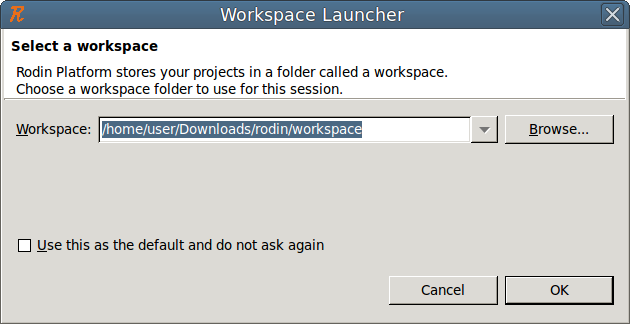 Workspace Launcher
Select a workspace
Rodin Platform stores your projects in a folder called a workspace.
Choose a workspace folder to use for this session.
Workspace: /home/user/Downloads/rodin/workspace Browse...
Use this as the default and do not ask again
Cancel OK